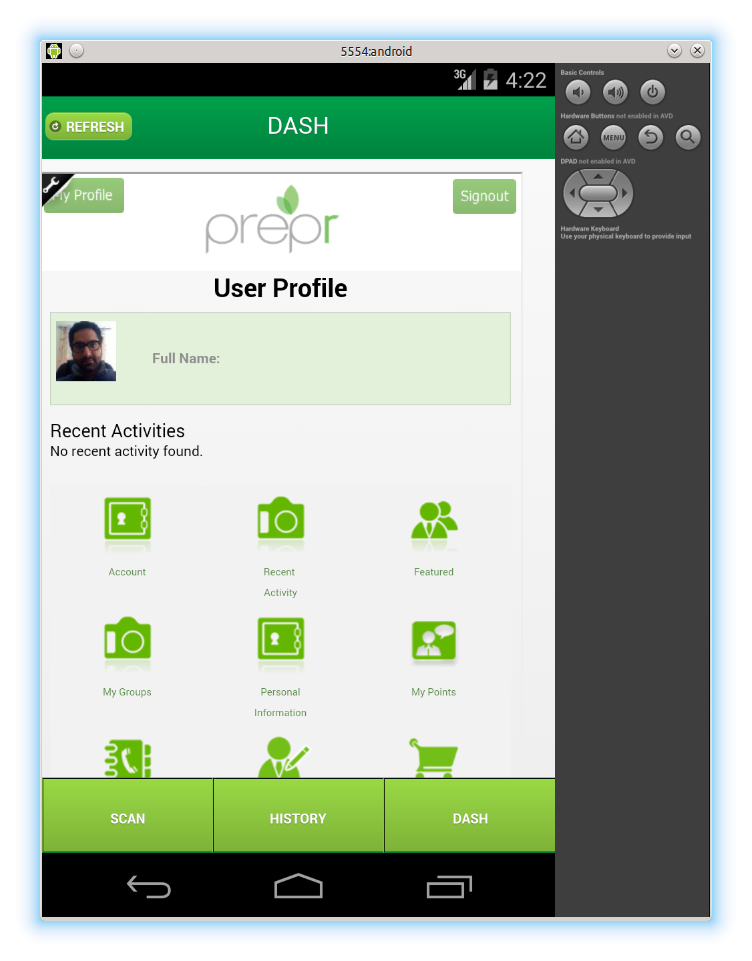 5554:android
3G 4:22
REFRESH
DASH
My Profile
prepr
Signout
User Profile
Full Name:
Recent Activities
No recent activity found.
Account
Recent
Activity
Featured
My Groups
Personal
Information
My Points
SCAN
HISTORY
DASH
Basic Controls
Hardware Buttons not enabled in AVD
MENU
DPAD not enabled in AVD
Hardware Keyboard
Use your physical keyboard to provide input